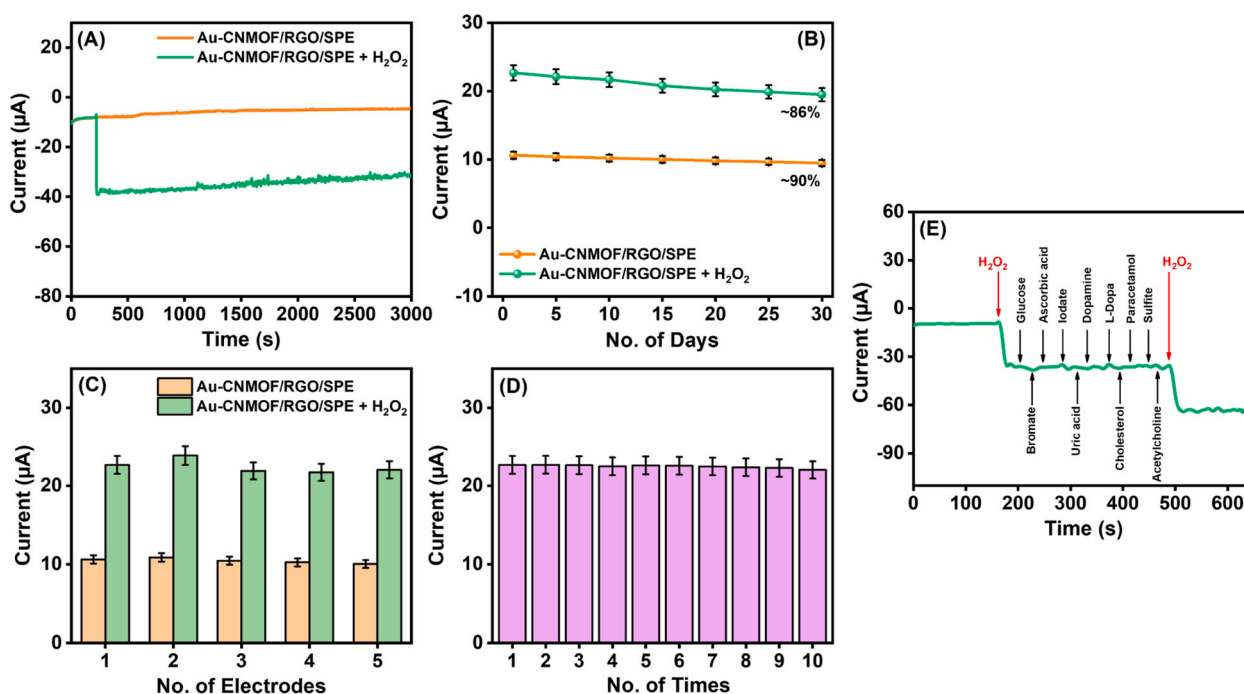 (A)
Au-CNMOF/RGO/SPE
Au-CNMOF/RGO/SPE + H₂O₂
20
0
-20
-40
-60
-80
Current (µA)
0 500 1000 1500 2000 2500 3000
Time (s)
(B)
30
20
10
0
-10
Current (µA)
~86%
~90%
Au-CNMOF/RGO/SPE
Au-CNMOF/RGO/SPE + H₂O₂
0 5 10 15 20 25 30
No. of Days
(C)
Au-CNMOF/RGO/SPE
Au-CNMOF/RGO/SPE + H₂O₂
30
20
10
0
Current (µA)
1 2 3 4 5
No. of Electrodes
(D)
30
20
10
0
Current (µA)
1 2 3 4 5 6 7 8 9 10
No. of Times
(E)
60
30
0
-30
-60
-90
Current (µA)
H₂O₂
Glucose
Ascorbic acid
Iodate
Dopamine
L-Dopa
Paracetamol
Sulfite
H₂O₂
Bromate
Uric acid
Cholesterol
Acetylcholine
0 100 200 300 400 500 600
Time (s)